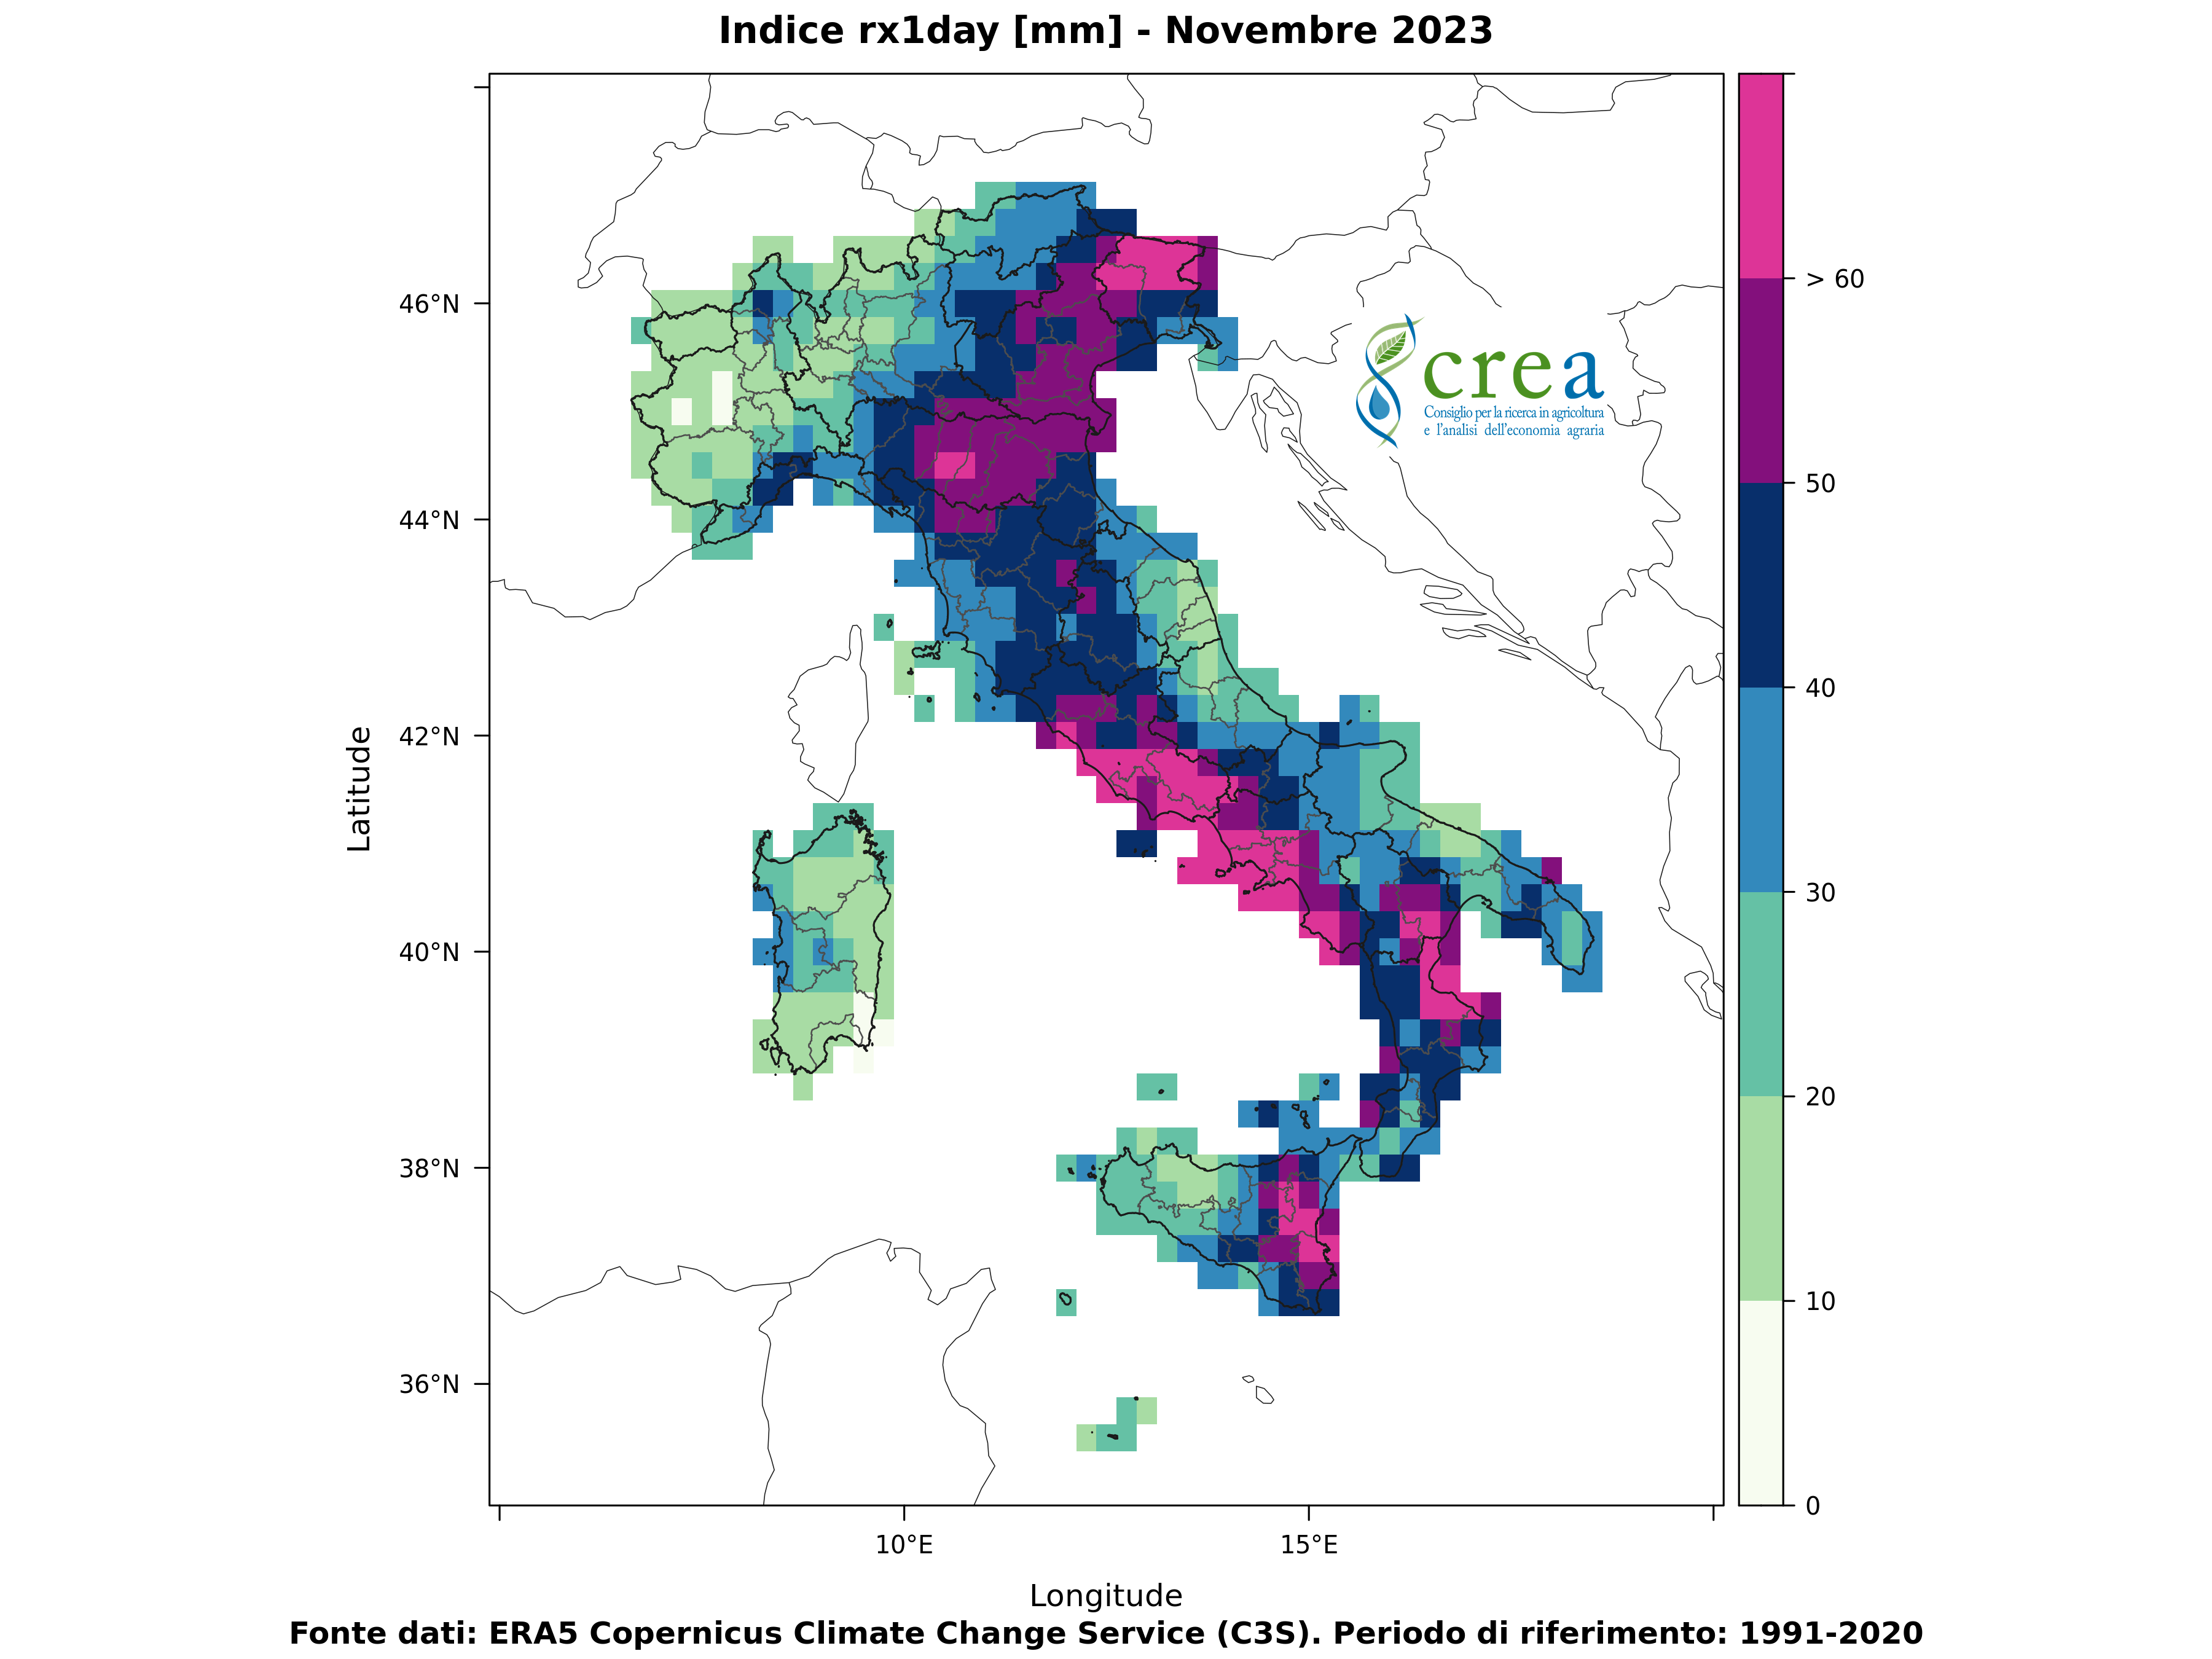 Indice rx1day [mm] - Novembre 2023
46°N
44°N
42°N
40°N
38°N
36°N
Latitude
10°E
15°E
Longitude
> 60
50
40
30
20
10
0
crea
Consiglio per la ricerca in agricoltura
e l'analisi dell'economia agraria
Fonte dati: ERA5 Copernicus Climate Change Service (C3S). Periodo di riferimento: 1991-2020